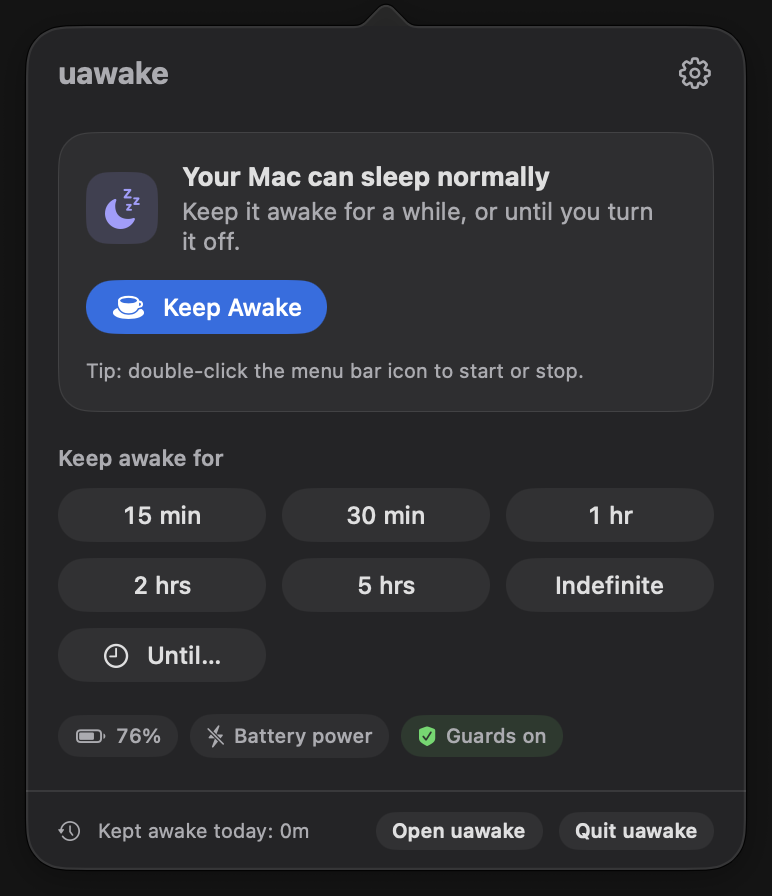 uawake
Your Mac can sleep normally
Keep it awake for a while, or until you turn
it off.
Keep Awake
Tip: double-click the menu bar icon to start or stop.
Keep awake for
15 min
30 min
1 hr
2 hrs
5 hrs
Indefinite
Until...
76%
Battery power
Guards on
Kept awake today: 0m
Open uawake
Quit uawake